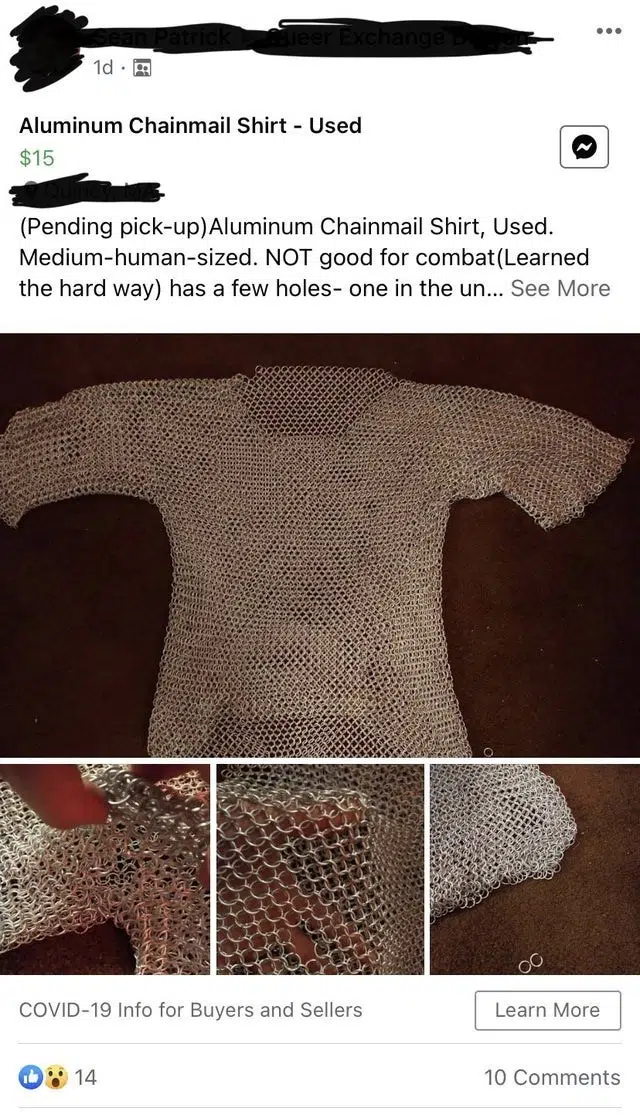 1d ·
Aluminum Chainmail Shirt - Used
$15
(Pending pick-up)Aluminum Chainmail Shirt, Used.
Medium-human-sized. NOT good for combat(Learned
the hard way) has a few holes- one in the un... See More
COVID-19 Info for Buyers and Sellers
Learn More
14
10 Comments